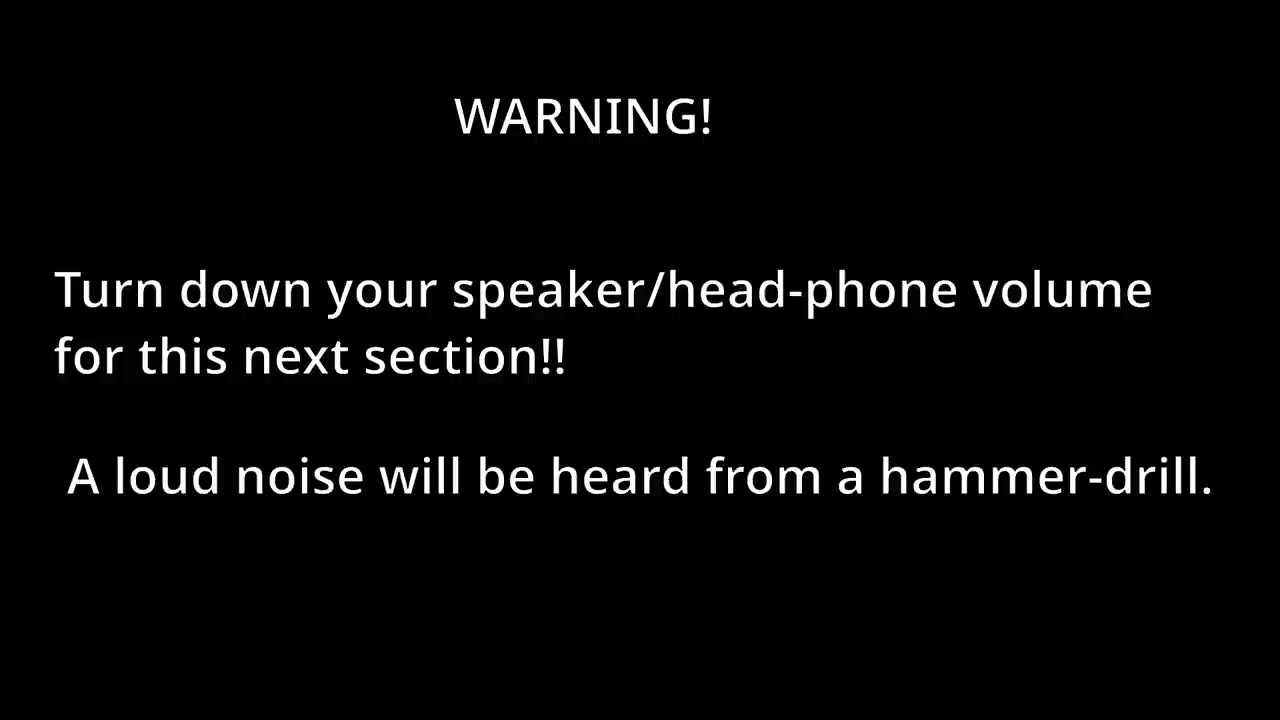 WARNING!
Turn down your speaker/head-phone volume
for this next section!!
A loud noise will be heard from a hammer-drill.